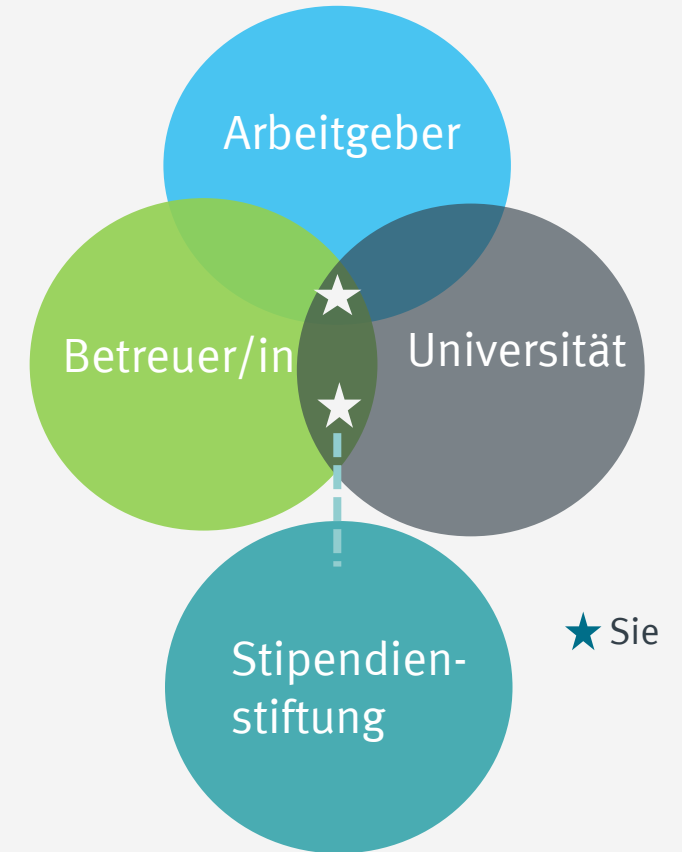 Arbeitgeber
Betreuer/in
Universität
Stipendien-
stiftung
Sie